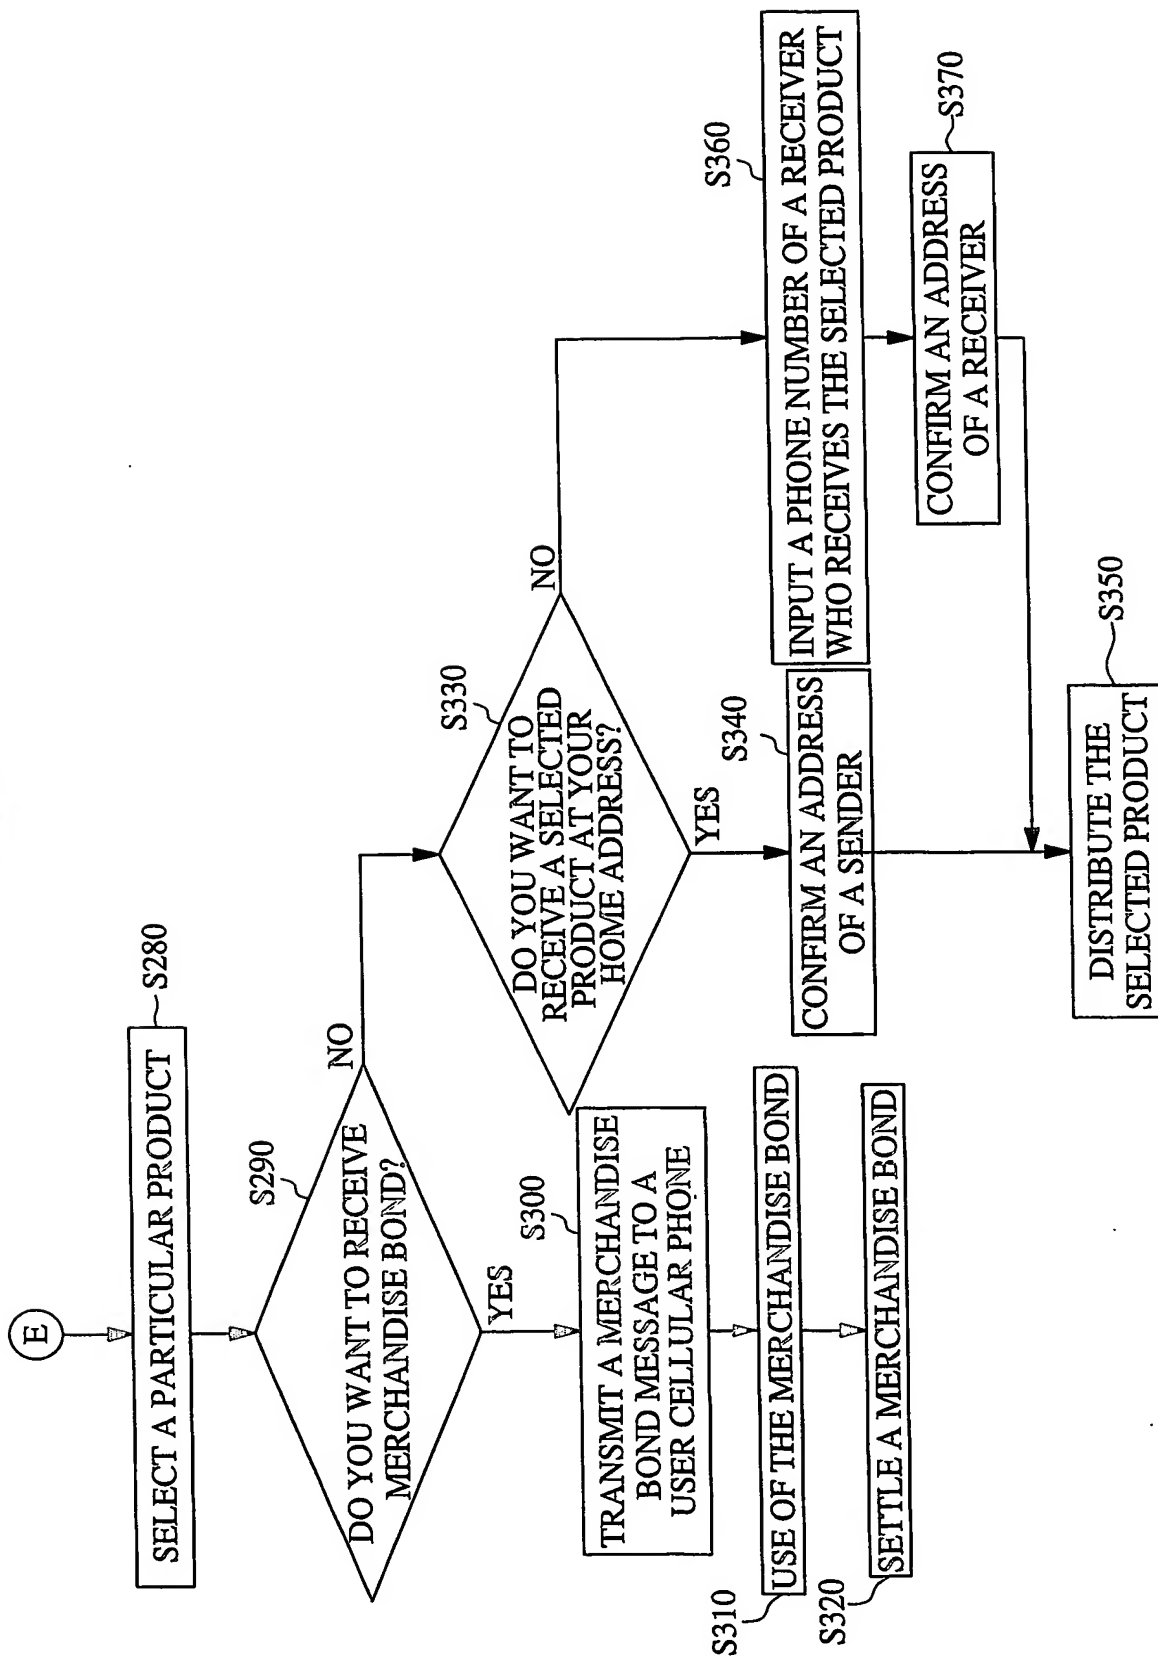 E
S280
SELECT A PARTICULAR PRODUCT
S290
DO YOU WANT TO RECEIVE
MERCHANDISE BOND?
NO
YES
S300
TRANSMIT A MERCHANDISE
BOND MESSAGE TO A
USER CELLULAR PHONE
S310
USE OF THE MERCHANDISE BOND
S320
SETTLE A MERCHANDISE BOND
S330
DO YOU WANT TO
RECEIVE A SELECTED
PRODUCT AT YOUR
HOME ADDRESS?
NO
YES
S340
CONFIRM AN ADDRESS
OF A SENDER
S360
INPUT A PHONE NUMBER OF A RECEIVER
WHO RECEIVES THE SELECTED PRODUCT
S370
CONFIRM AN ADDRESS
OF A RECEIVER
S350
DISTRIBUTE THE
SELECTED PRODUCT